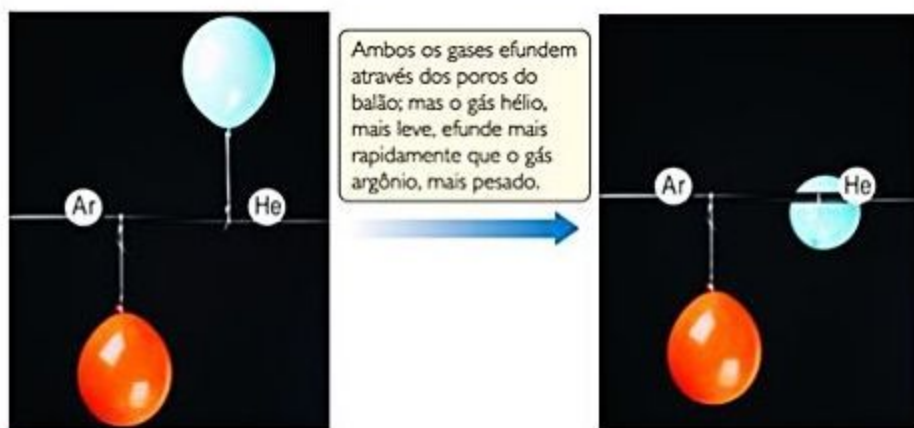 Ambos os gases efundem
através dos poros do
balão; mas o gás hélio,
mais leve, efunde mais
rapidamente que o gás
argônio, mais pesado.
Ar
He
Ar
He